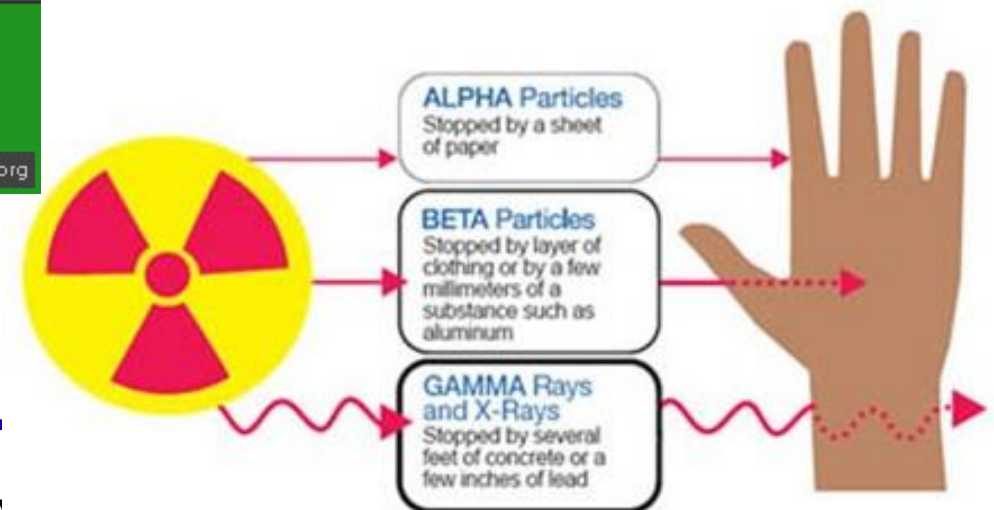 org
ALPHA Particles
Stopped by a sheet
of paper
BETA Particles
Stopped by layer of
clothing or by a few
millimeters of a
substance such as
aluminum
GAMMA Rays
and X-Rays
Stopped by several
feet of concrete or a
few inches of lead